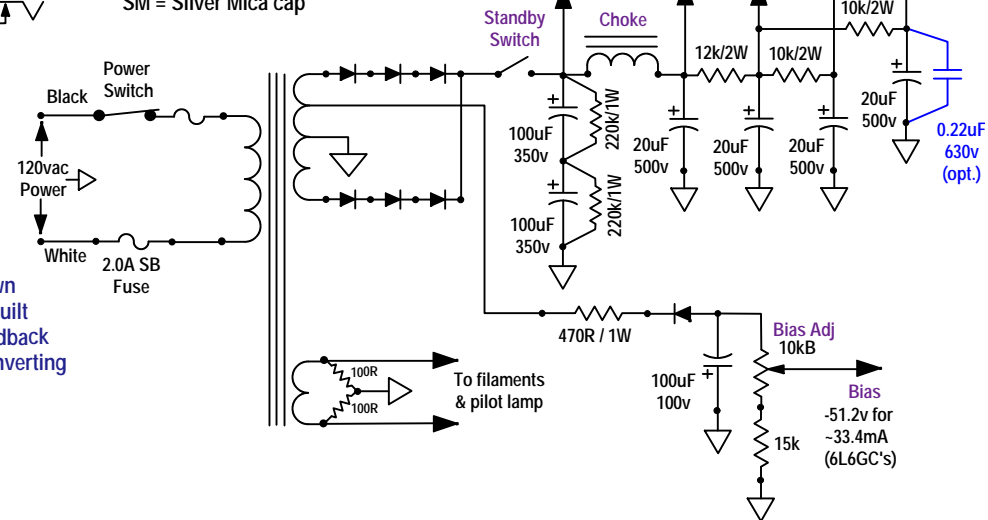 SM = Silver Mica cap
Standby
Switch
Choke
10k/2W
Power
Switch
Black
12k/2W
10k/2W
+
100uF
350v
220k/1W
+
20uF
500v
+
20uF
500v
+
20uF
500v
+
20uF
500v
0.22uF
630v
(opt.)
120vac
Power
+
100uF
350v
220k/1W
White
2.0A SB
Fuse
wn
uilt
dback
nverting
470R / 1W
Bias Adj
10kB
100R
100R
To filaments
& pilot lamp
100uF
100v
+
Bias
-51.2v for
~33.4mA
(6L6GC's)
15k